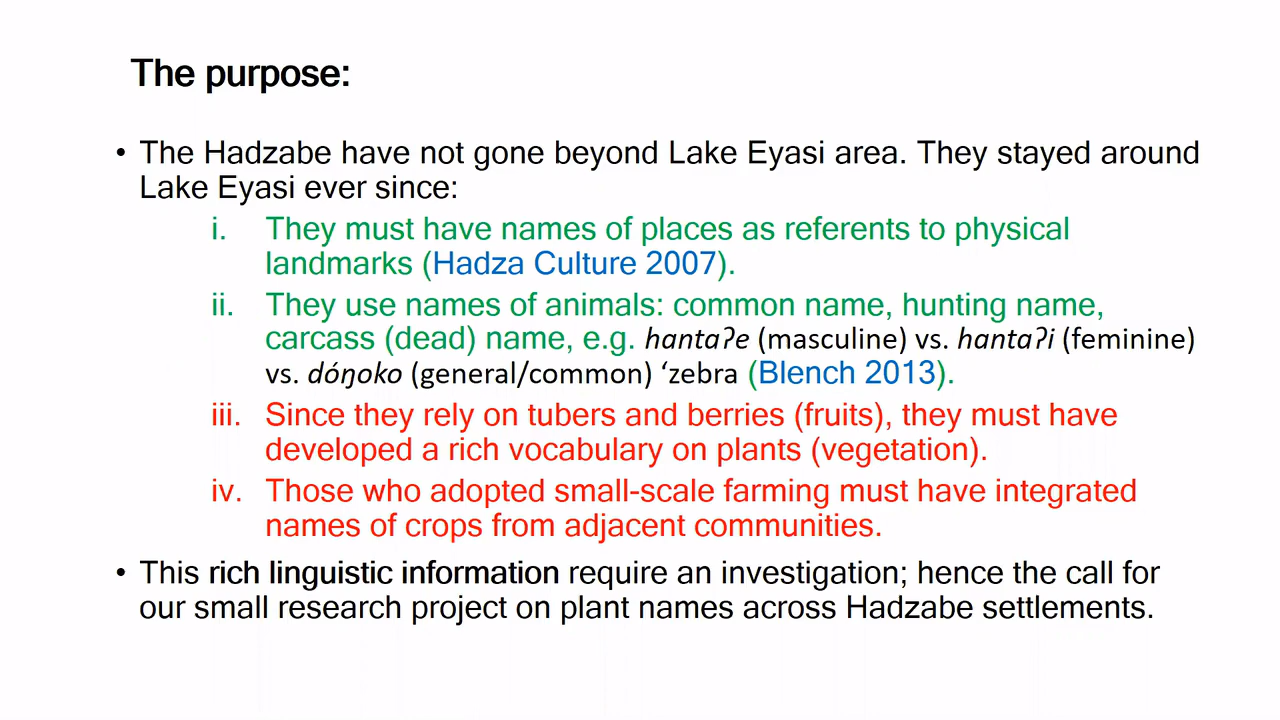 The purpose:
• The Hadzabe have not gone beyond Lake Eyasi area. They stayed around
Lake Eyasi ever since:
i. They must have names of places as referents to physical
landmarks (Hadza Culture 2007).
ii. They use names of animals: common name, hunting name,
carcass (dead) name, e.g. hantaʔe (masculine) vs. hantaʔi (feminine)
vs. dóŋoko (general/common) ‘zebra (Blench 2013).
iii. Since they rely on tubers and berries (fruits), they must have
developed a rich vocabulary on plants (vegetation).
iv. Those who adopted small-scale farming must have integrated
names of crops from adjacent communities.
• This rich linguistic information require an investigation; hence the call for
our small research project on plant names across Hadzabe settlements.